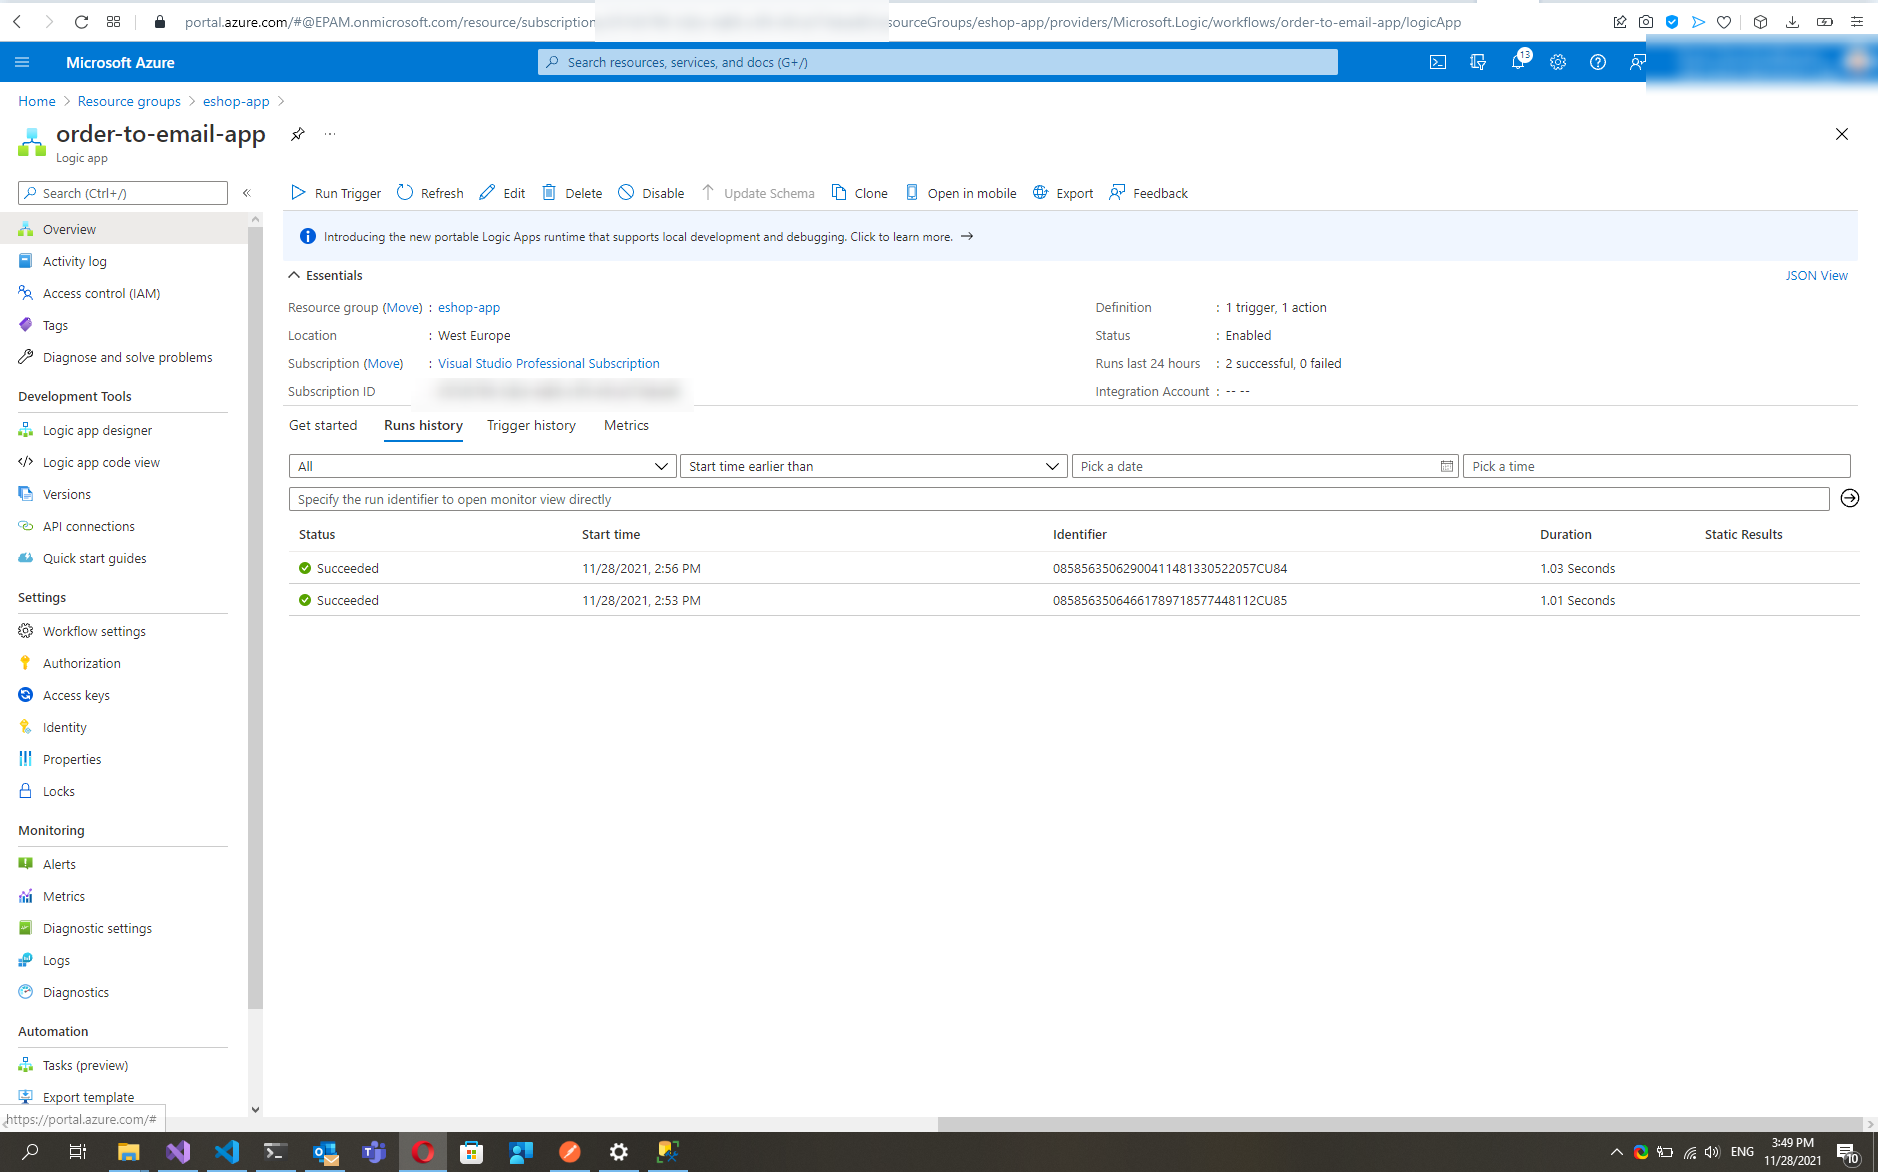 portal.azure.com/#@EPAM.onmicrosoft.com/resource/subscription sourceGroups/eshop-app/providers/Microsoft.Logic/workflows/order-to-email-app/logicApp
Microsoft Azure
Search resources, services, and docs (G+/)
13
Home > Resource groups > eshop-app >
order-to-email-app
Logic app
Search (Ctrl+/)
«
Run Trigger Refresh Edit Delete Disable Update Schema Clone Open in mobile Export Feedback
Introducing the new portable Logic Apps runtime that supports local development and debugging. Click to learn more. →
Essentials
JSON View
Resource group (Move) : eshop-app
Location : West Europe
Subscription (Move) : Visual Studio Professional Subscription
Subscription ID
Definition : 1 trigger, 1 action
Status : Enabled
Runs last 24 hours : 2 successful, 0 failed
Integration Account : -- --
Get started Runs history Trigger history Metrics
All Start time earlier than Pick a date Pick a time
Specify the run identifier to open monitor view directly
Status Start time Identifier Duration Static Results
Succeeded 11/28/2021, 2:56 PM 08585635062900411481330522057CU84 1.03 Seconds
Succeeded 11/28/2021, 2:53 PM 08585635064661789718577448112CU85 1.01 Seconds
Overview
Activity log
Access control (IAM)
Tags
Diagnose and solve problems
Development Tools
Logic app designer
Logic app code view
Versions
API connections
Quick start guides
Settings
Workflow settings
Authorization
Access keys
Identity
Properties
Locks
Monitoring
Alerts
Metrics
Diagnostic settings
Logs
Diagnostics
Automation
Tasks (preview)
Export template
https://portal.azure.com/#
ENG
3:49 PM
11/28/2021
10